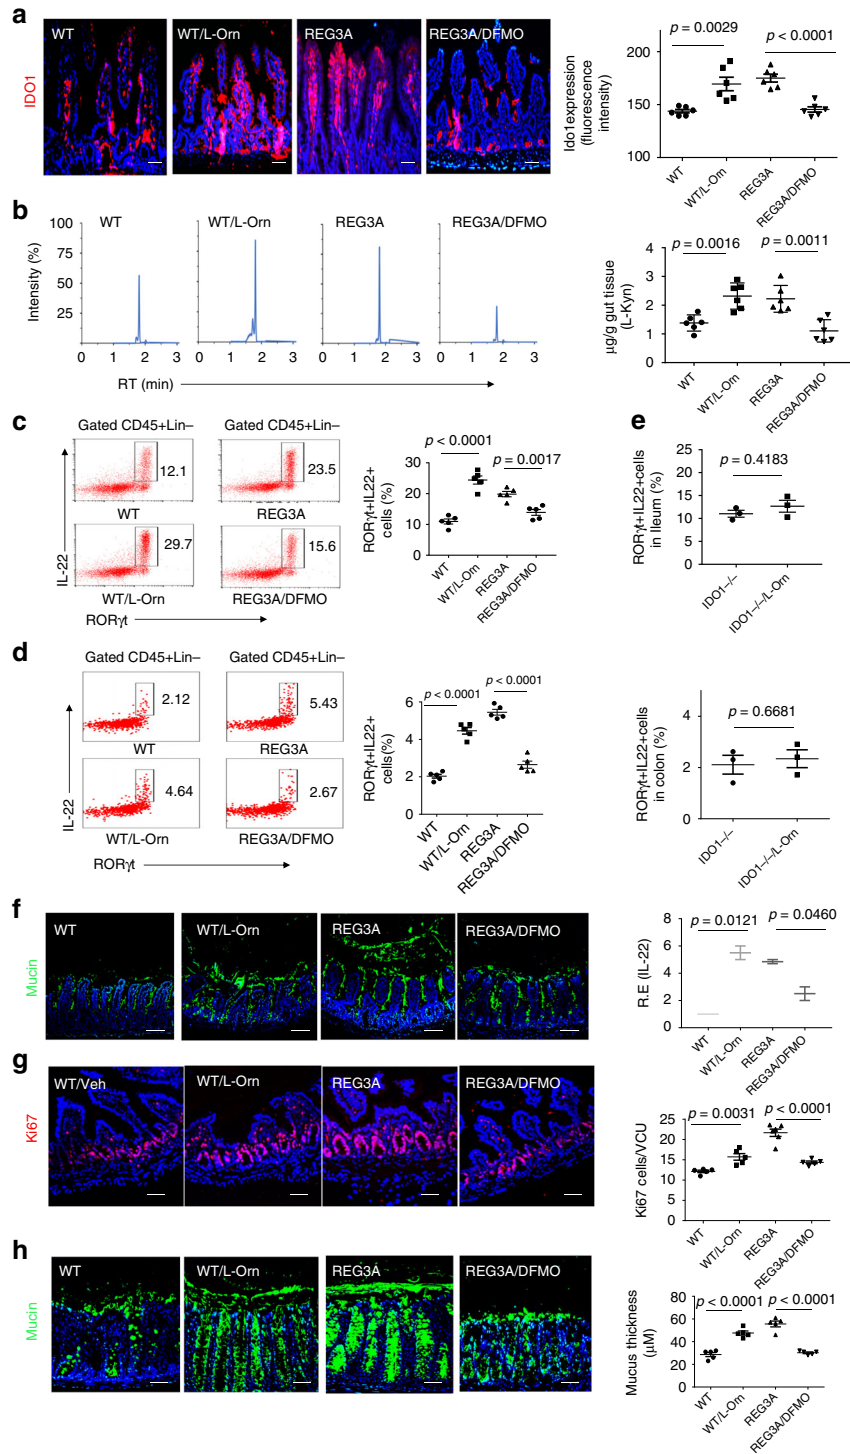 a
WT
WT/L-Orn
REG3A
REG3A/DFMO
IDO1
p = 0.0029
p < 0.0001
Ido1expression
(fluorescence
intensity)
200
150
100
WT
WT/L-Orn
REG3A
REG3A/DFMO
b
WT
WT/L-Orn
REG3A
REG3A/DFMO
Intensity (%)
100
75
50
25
0 1 2 3
0 1 2 3
0 1 2 3
0 1 2 3
RT (min)
p = 0.0016
p = 0.0011
µg/g gut tissue
(L-Kyn)
4
3
2
1
0
WT
WT/L-Orn
REG3A
REG3A/DFMO
c
Gated CD45+Lin–
Gated CD45+Lin–
12.1
23.5
WT
REG3A
29.7
15.6
WT/L-Orn
REG3A/DFMO
IL-22
RORγt
p < 0.0001
p = 0.0017
RORγt+IL22+
cells (%)
30
20
10
0
WT
WT/L-Orn
REG3A
REG3A/DFMO
e
p = 0.4183
RORγt+IL22+cells
in Ileum (%)
25
20
15
10
5
0
IDO1–/–
IDO1–/–/L-Orn
d
Gated CD45+Lin–
Gated CD45+Lin–
2.12
5.43
WT
REG3A
4.64
2.67
WT/L-Orn
REG3A/DFMO
IL-22
RORγt
p < 0.0001
p < 0.0001
RORγt+IL22+
cells(%)
6
4
2
0
WT
WT/L-Orn
REG3A
REG3A/DFMO
p = 0.6681
RORγt+IL22+cells
in colon (%)
4
2
0
IDO1–/–
IDO1–/–/L-Orn
f
WT
WT/L-Orn
REG3A
REG3A/DFMO
Mucin
p = 0.0121
p = 0.0460
R.E (IL-22)
8
6
4
2
0
WT
WT/L-Orn
REG3A
REG3A/DFMO
g
WT/Veh
WT/L-Orn
REG3A
REG3A/DFMO
Ki67
p = 0.0031
p < 0.0001
Ki67 cells/VCU
25
20
15
10
5
0
WT
WT/L-Orn
REG3A
REG3A/DFMO
h
WT
WT/L-Orn
REG3A
REG3A/DFMO
Mucin
p < 0.0001
p < 0.0001
Mucus thickness
(µM)
80
60
40
20
0
WT
WT/L-Orn
REG3A
REG3A/DFMO